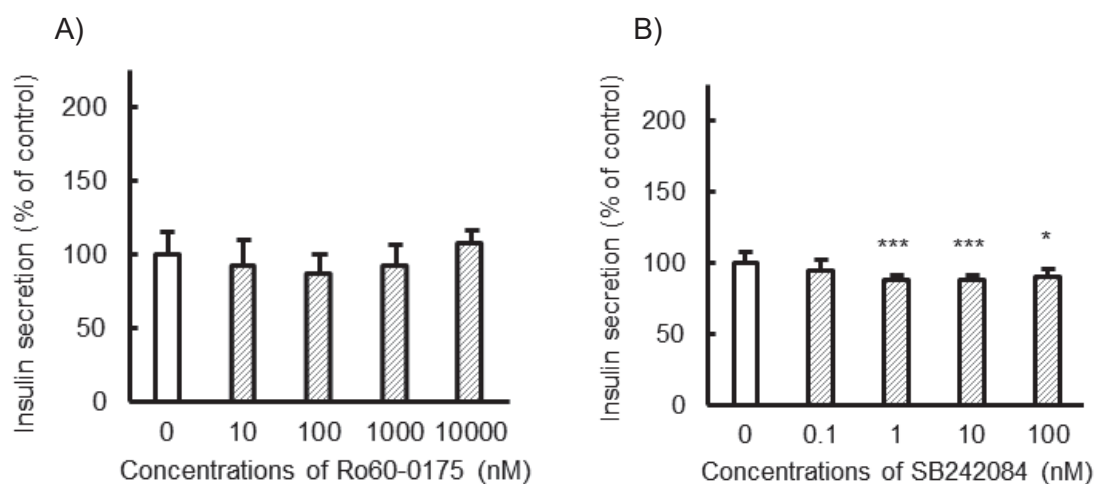 A)
Insulin secretion (% of control)
200
150
100
50
0
0 10 100 1000 10000
Concentrations of Ro60-0175 (nM)
B)
Insulin secretion (% of control)
200
150
100
50
0
*** *** *
0 0.1 1 10 100
Concentrations of SB242084 (nM)